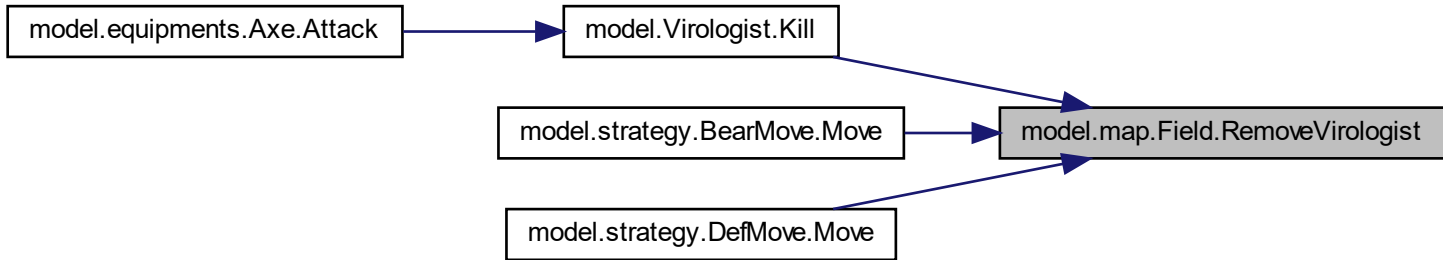 model.equipments.Axe.Attack
model.Virologist.Kill
model.strategy.BearMove.Move
model.map.Field.RemoveVirologist
model.strategy.DefMove.Move